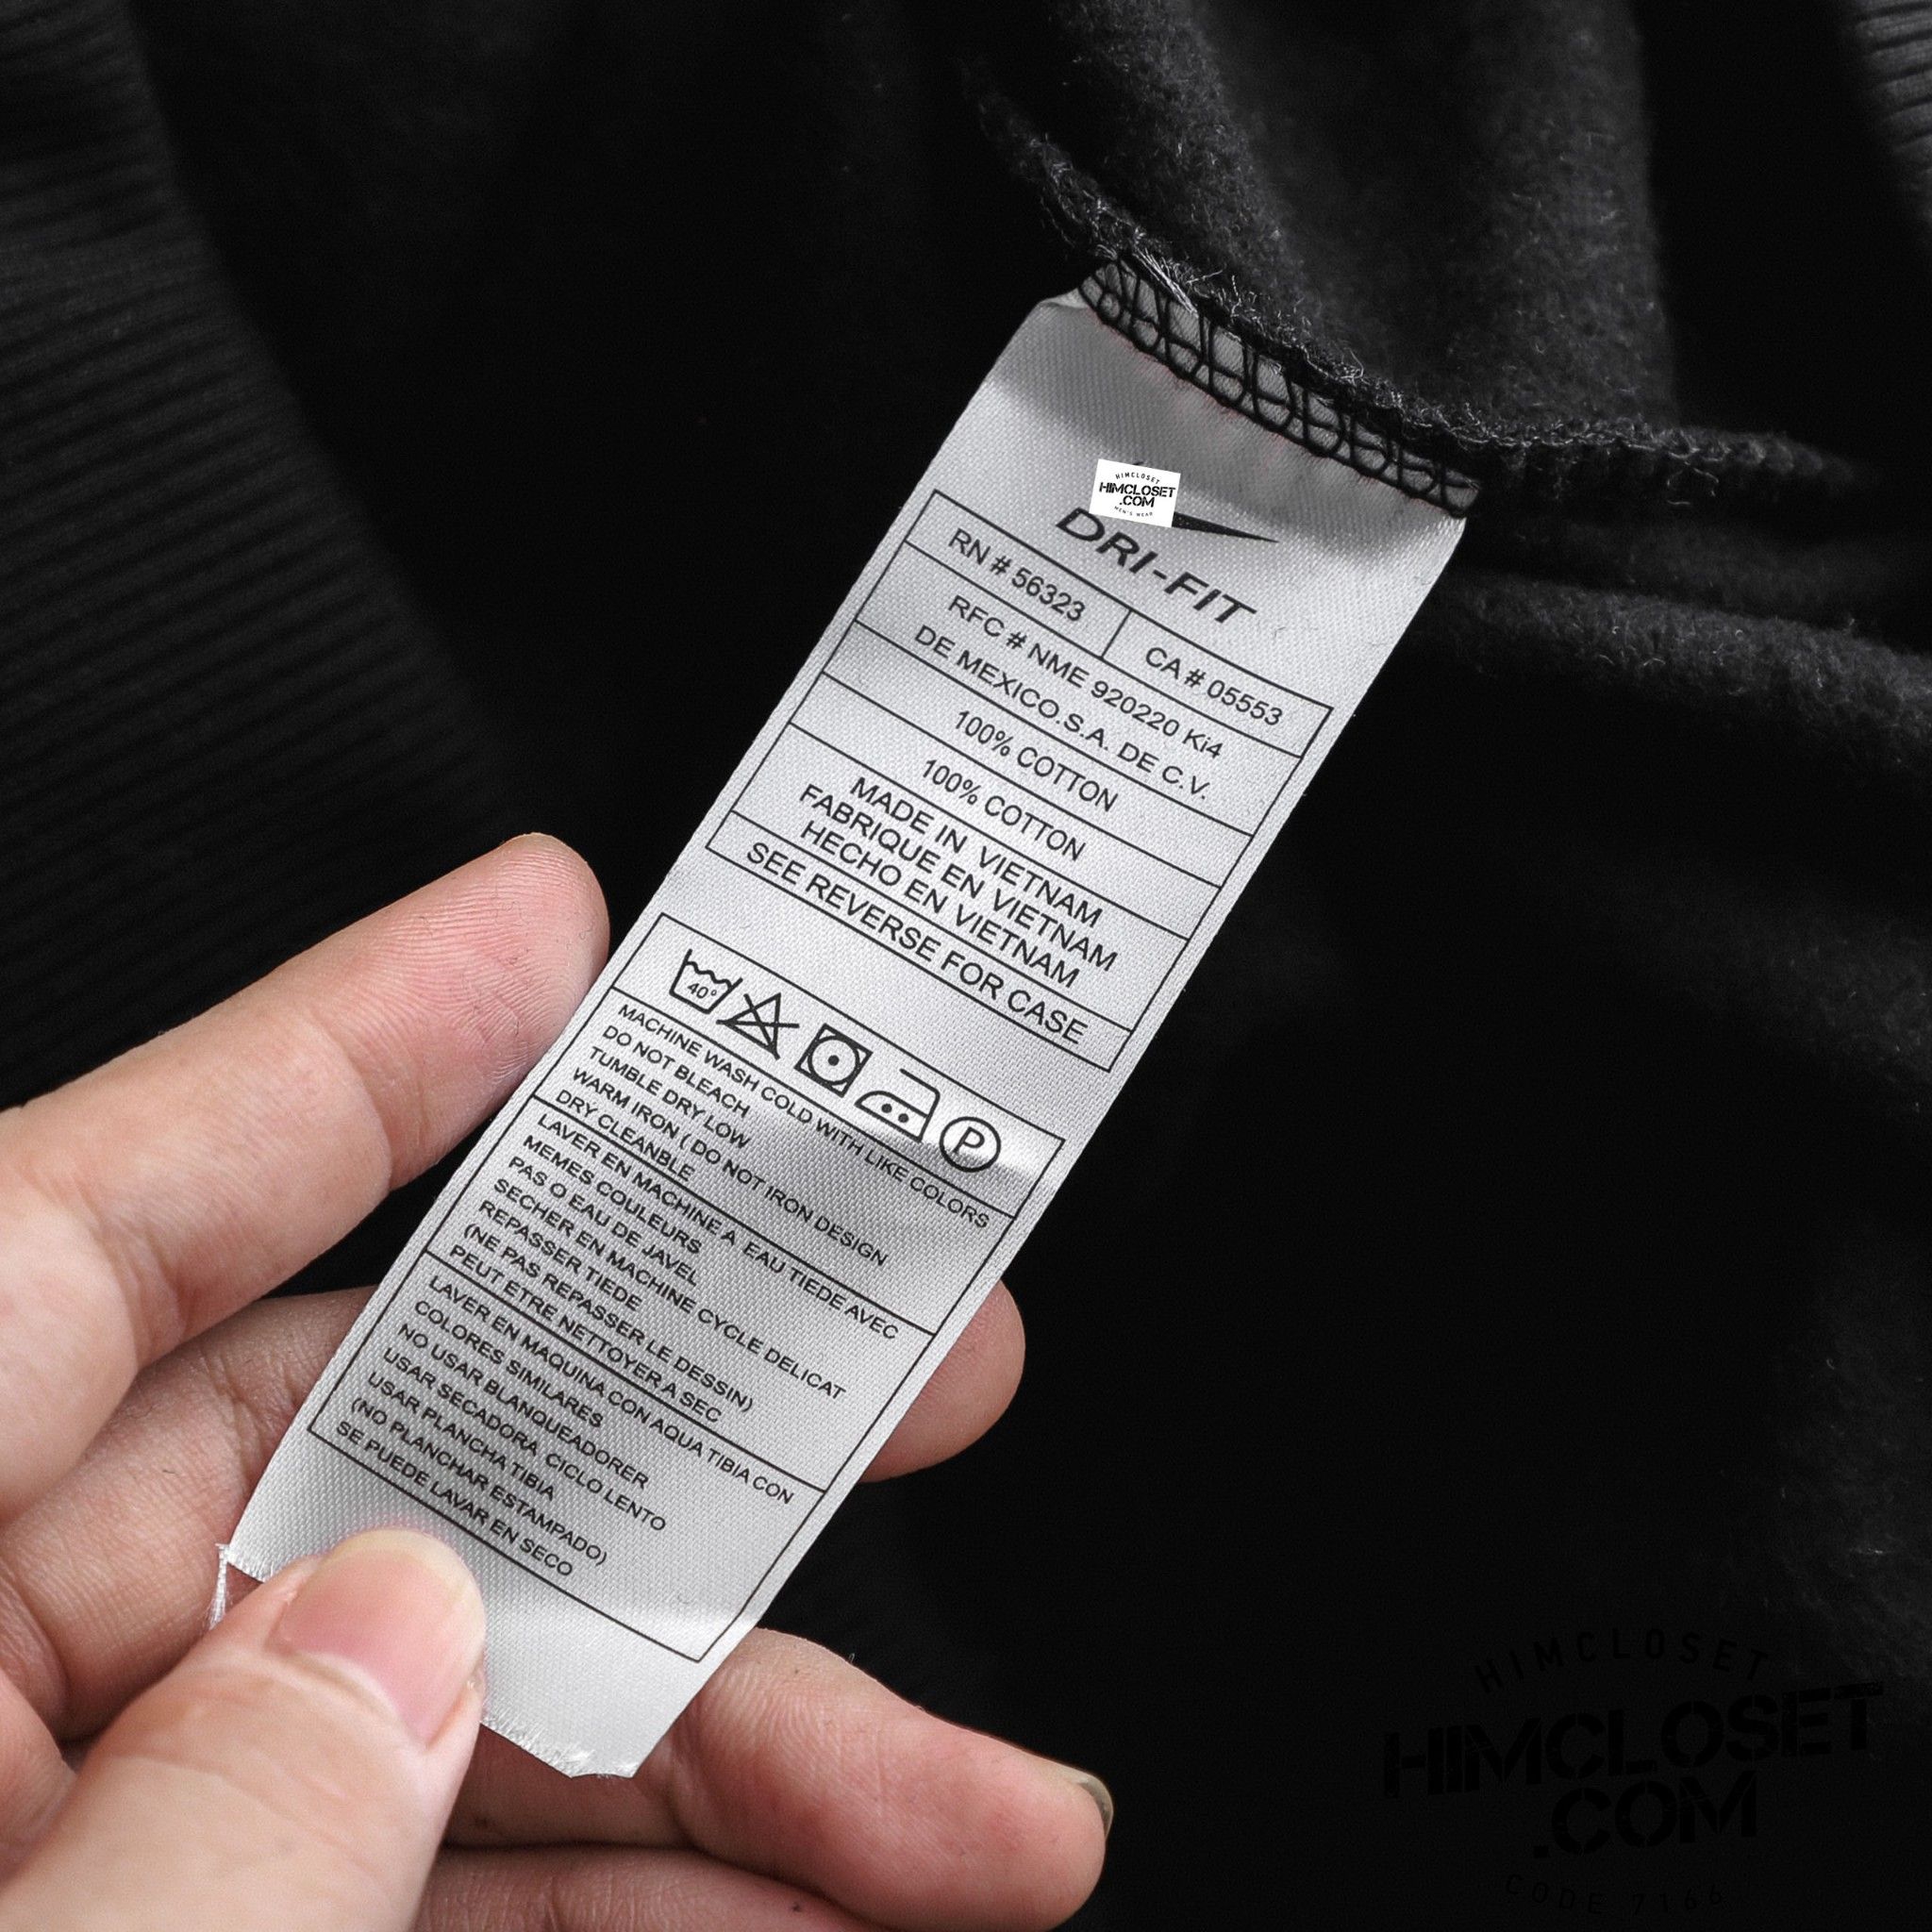 HIMCLOSET
HIMCLOSET
.COM
MEN'S WEAR
DRI-FIT
RN # 56323
CA # 05553
RFC # NME 920220 Ki4
DE MEXICO.S.A. DE C.V.
100% COTTON
100% COTTON
MADE IN VIETNAM
FABRIQUE EN VIETNAM
HECHO EN VIETNAM
SEE REVERSE FOR CASE
40°
P
MACHINE WASH COLD WITH LIKE COLORS
DO NOT BLEACH
TUMBLE DRY LOW
WARM IRON ( DO NOT IRON DESIGN
DRY CLEANBLE
LAVER EN MACHINE A EAU TIEDE AVEC
MEMES COULEURS
PAS O EAU DE JAVEL
SECHER EN MACHINE CYCLE DELICAT
REPASSER TIEDE
(NE PAS REPASSER LE DESSIN)
PEUT ETRE NETTOYER A SEC
LAVER EN MAQUINA CON AQUA TIBIA CON
COLORES SIMILARES
NO USAR BLANQUEADORER
USAR SECADORA, CICLO LENTO
USAR PLANCHA TIBIA
(NO PLANCHAR ESTAMPADO)
SE PUEDE LAVAR EN SECO
HIMCLOSET
HIMCLOSET
.COM
CODE 7166